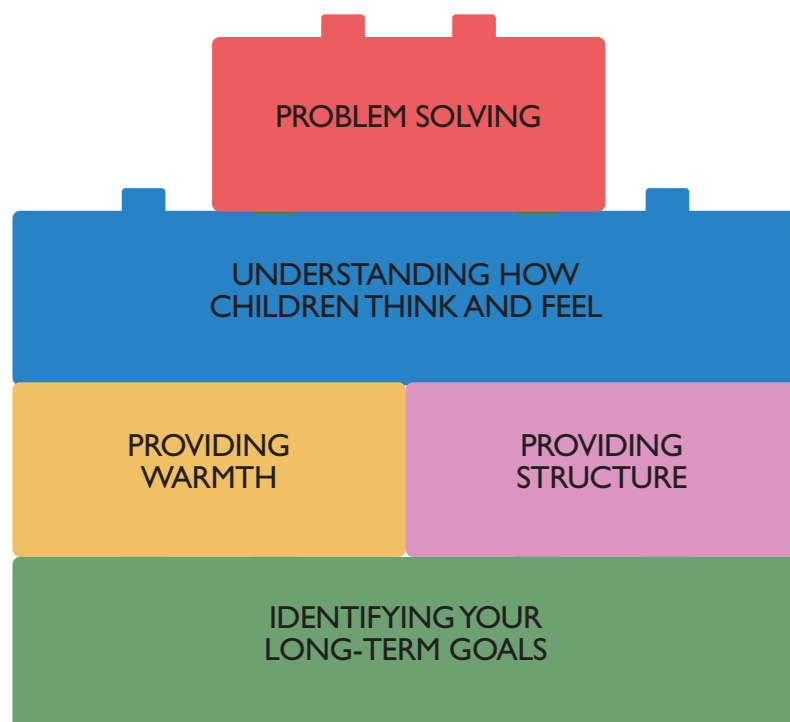 PROBLEM SOLVING
UNDERSTANDING HOW
CHILDREN THINK AND FEEL
PROVIDING
WARMTH
PROVIDING
STRUCTURE
IDENTIFYING YOUR
LONG-TERM GOALS